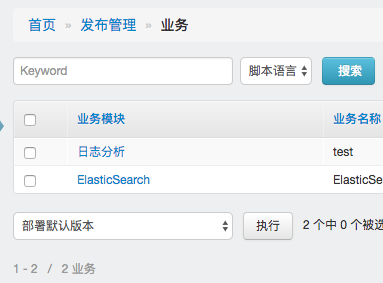 首页 » 发布管理 » 业务
Keyword 脚本语言 搜索
业务模块 业务名称
日志分析 test
ElasticSearch ElasticSe
部署默认版本 执行 2 个中 0 个被选
1 - 2 / 2 业务